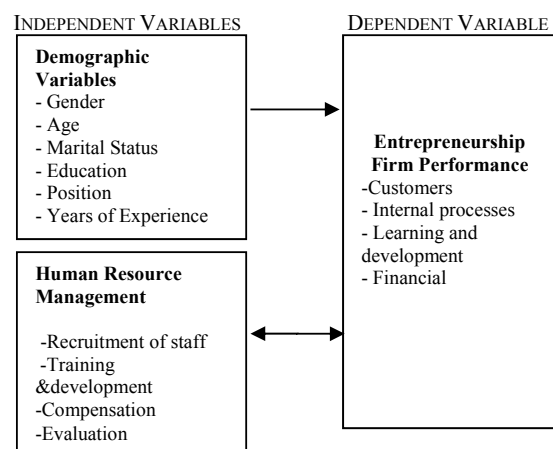 INDEPENDENT VARIABLES
Demographic
Variables
- Gender
- Age
- Marital Status
- Education
- Position
- Years of Experience
Human Resource
Management
-Recruitment of staff
-Training
&development
-Compensation
-Evaluation
DEPENDENT VARIABLE
Entrepreneurship
Firm Performance
-Customers
- Internal processes
- Learning and
development
- Financial